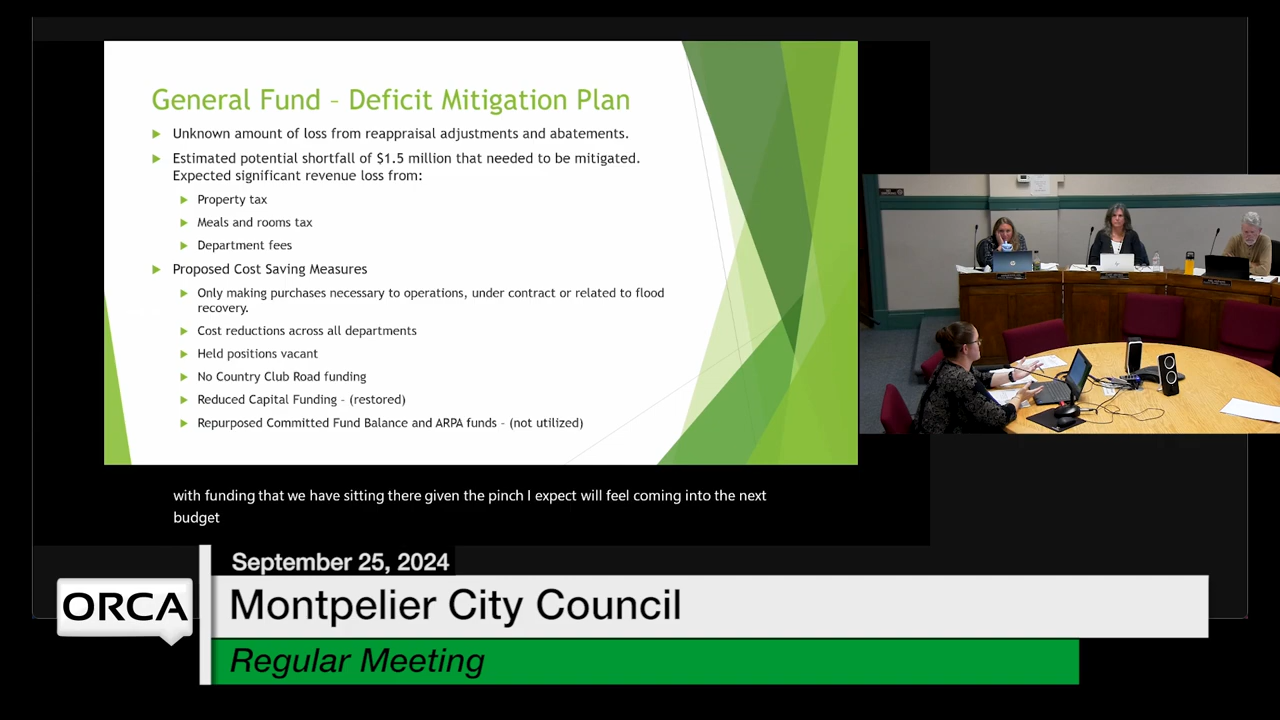 General Fund – Deficit Mitigation Plan
Unknown amount of loss from reappraisal adjustments and abatements.
Estimated potential shortfall of $1.5 million that needed to be mitigated.
Expected significant revenue loss from:
Property tax
Meals and rooms tax
Department fees
Proposed Cost Saving Measures
Only making purchases necessary to operations, under contract or related to flood
recovery.
Cost reductions across all departments
Held positions vacant
No Country Club Road funding
Reduced Capital Funding – (restored)
Repurposed Committed Fund Balance and ARPA funds – (not utilized)
with funding that we have sitting there given the pinch I expect will feel coming into the next
budget
September 25, 2024
ORCA
Montpelier City Council
Regular Meeting